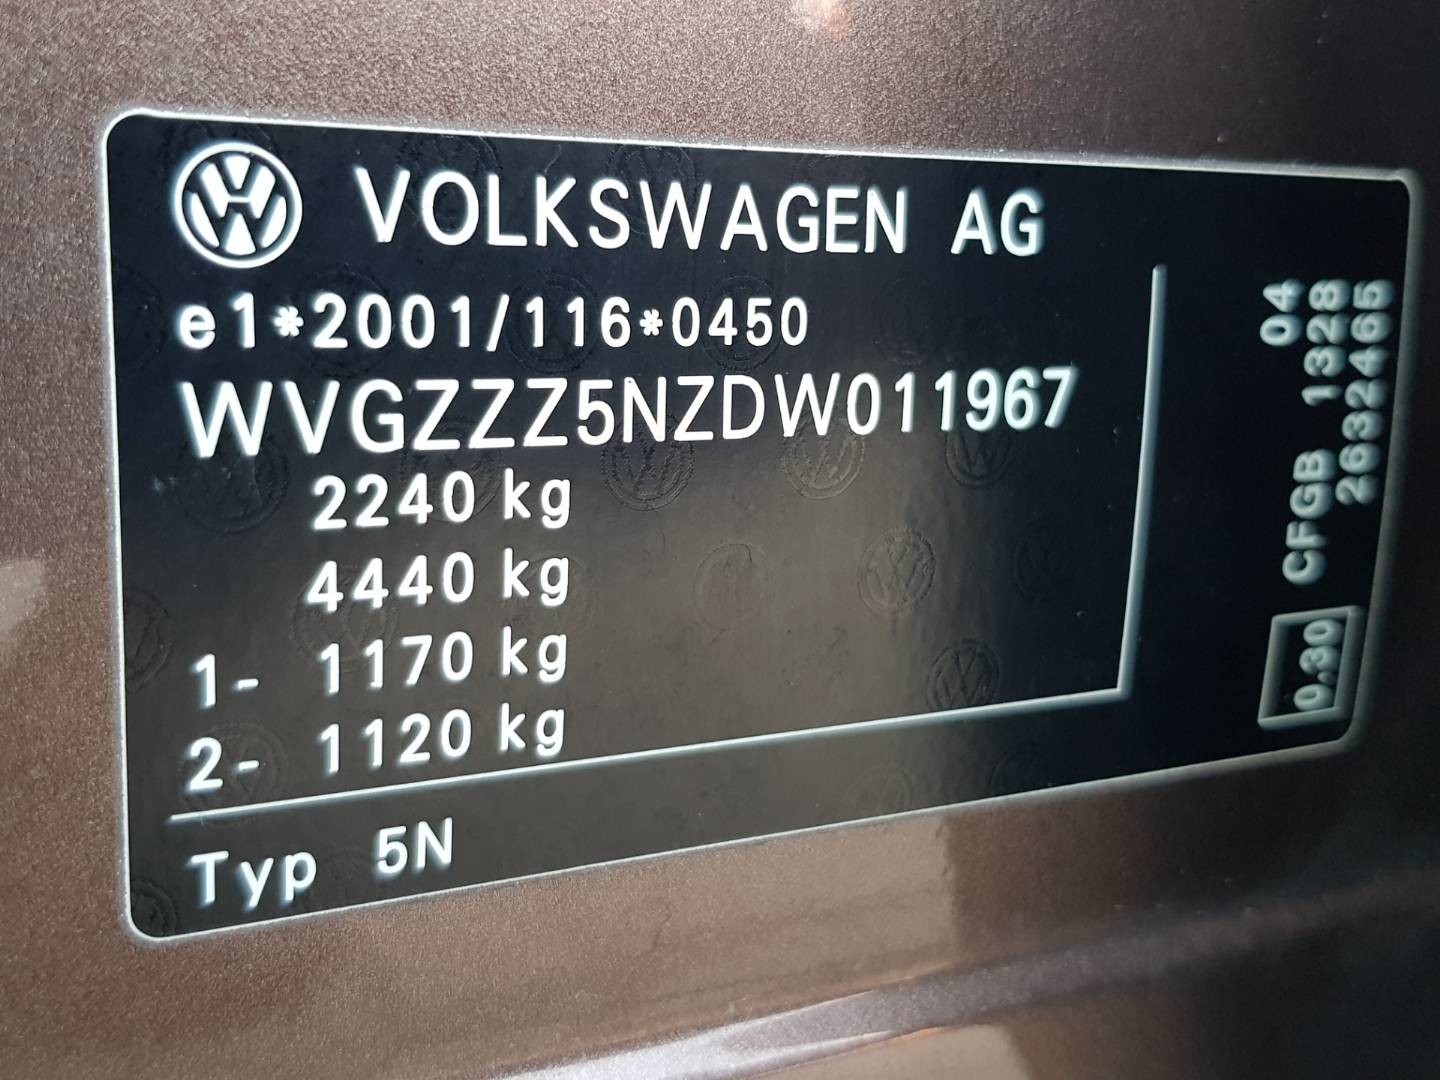 VOLKSWAGEN AG
e1*2001/116*0450
WVGZZZ5NZDW011967
2240 kg
4440 kg
1- 1170 kg
2- 1120 kg
Typ 5N
04
CFGB 1328
2632465
0,30